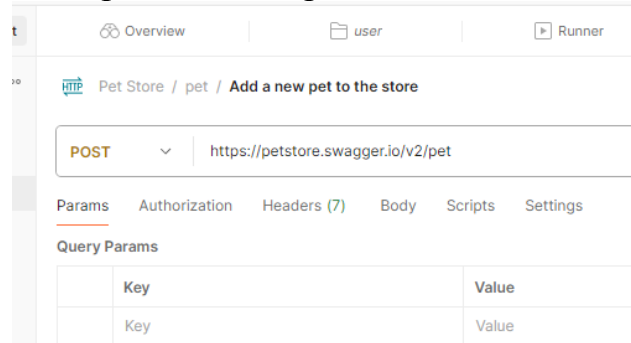 t Overview user Runner
HTTP Pet Store / pet / Add a new pet to the store
POST https://petstore.swagger.io/v2/pet
Params Authorization Headers (7) Body Scripts Settings
Query Params
Key Value
Key Value